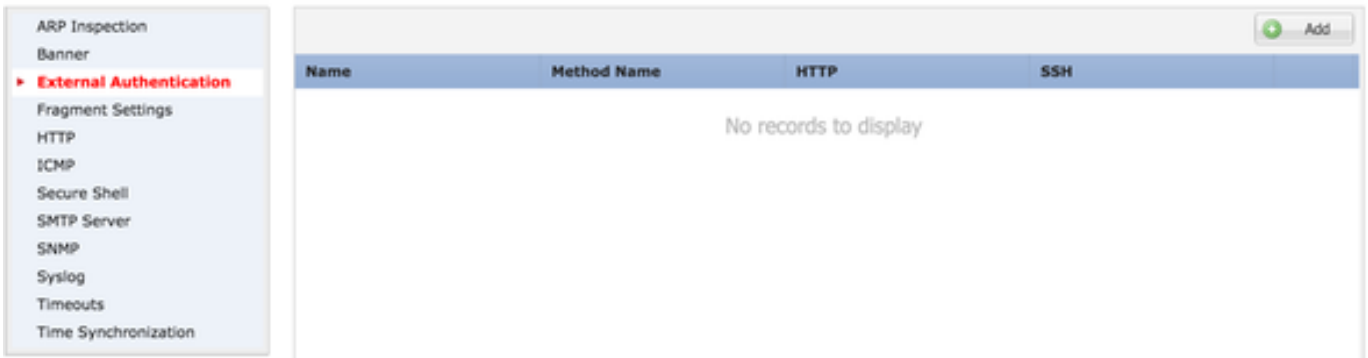 ARP Inspection
Banner
External Authentication
Fragment Settings
HTTP
ICMP
Secure Shell
SMTP Server
SNMP
Syslog
Timeouts
Time Synchronization
Add
Name Method Name HTTP SSH
No records to display